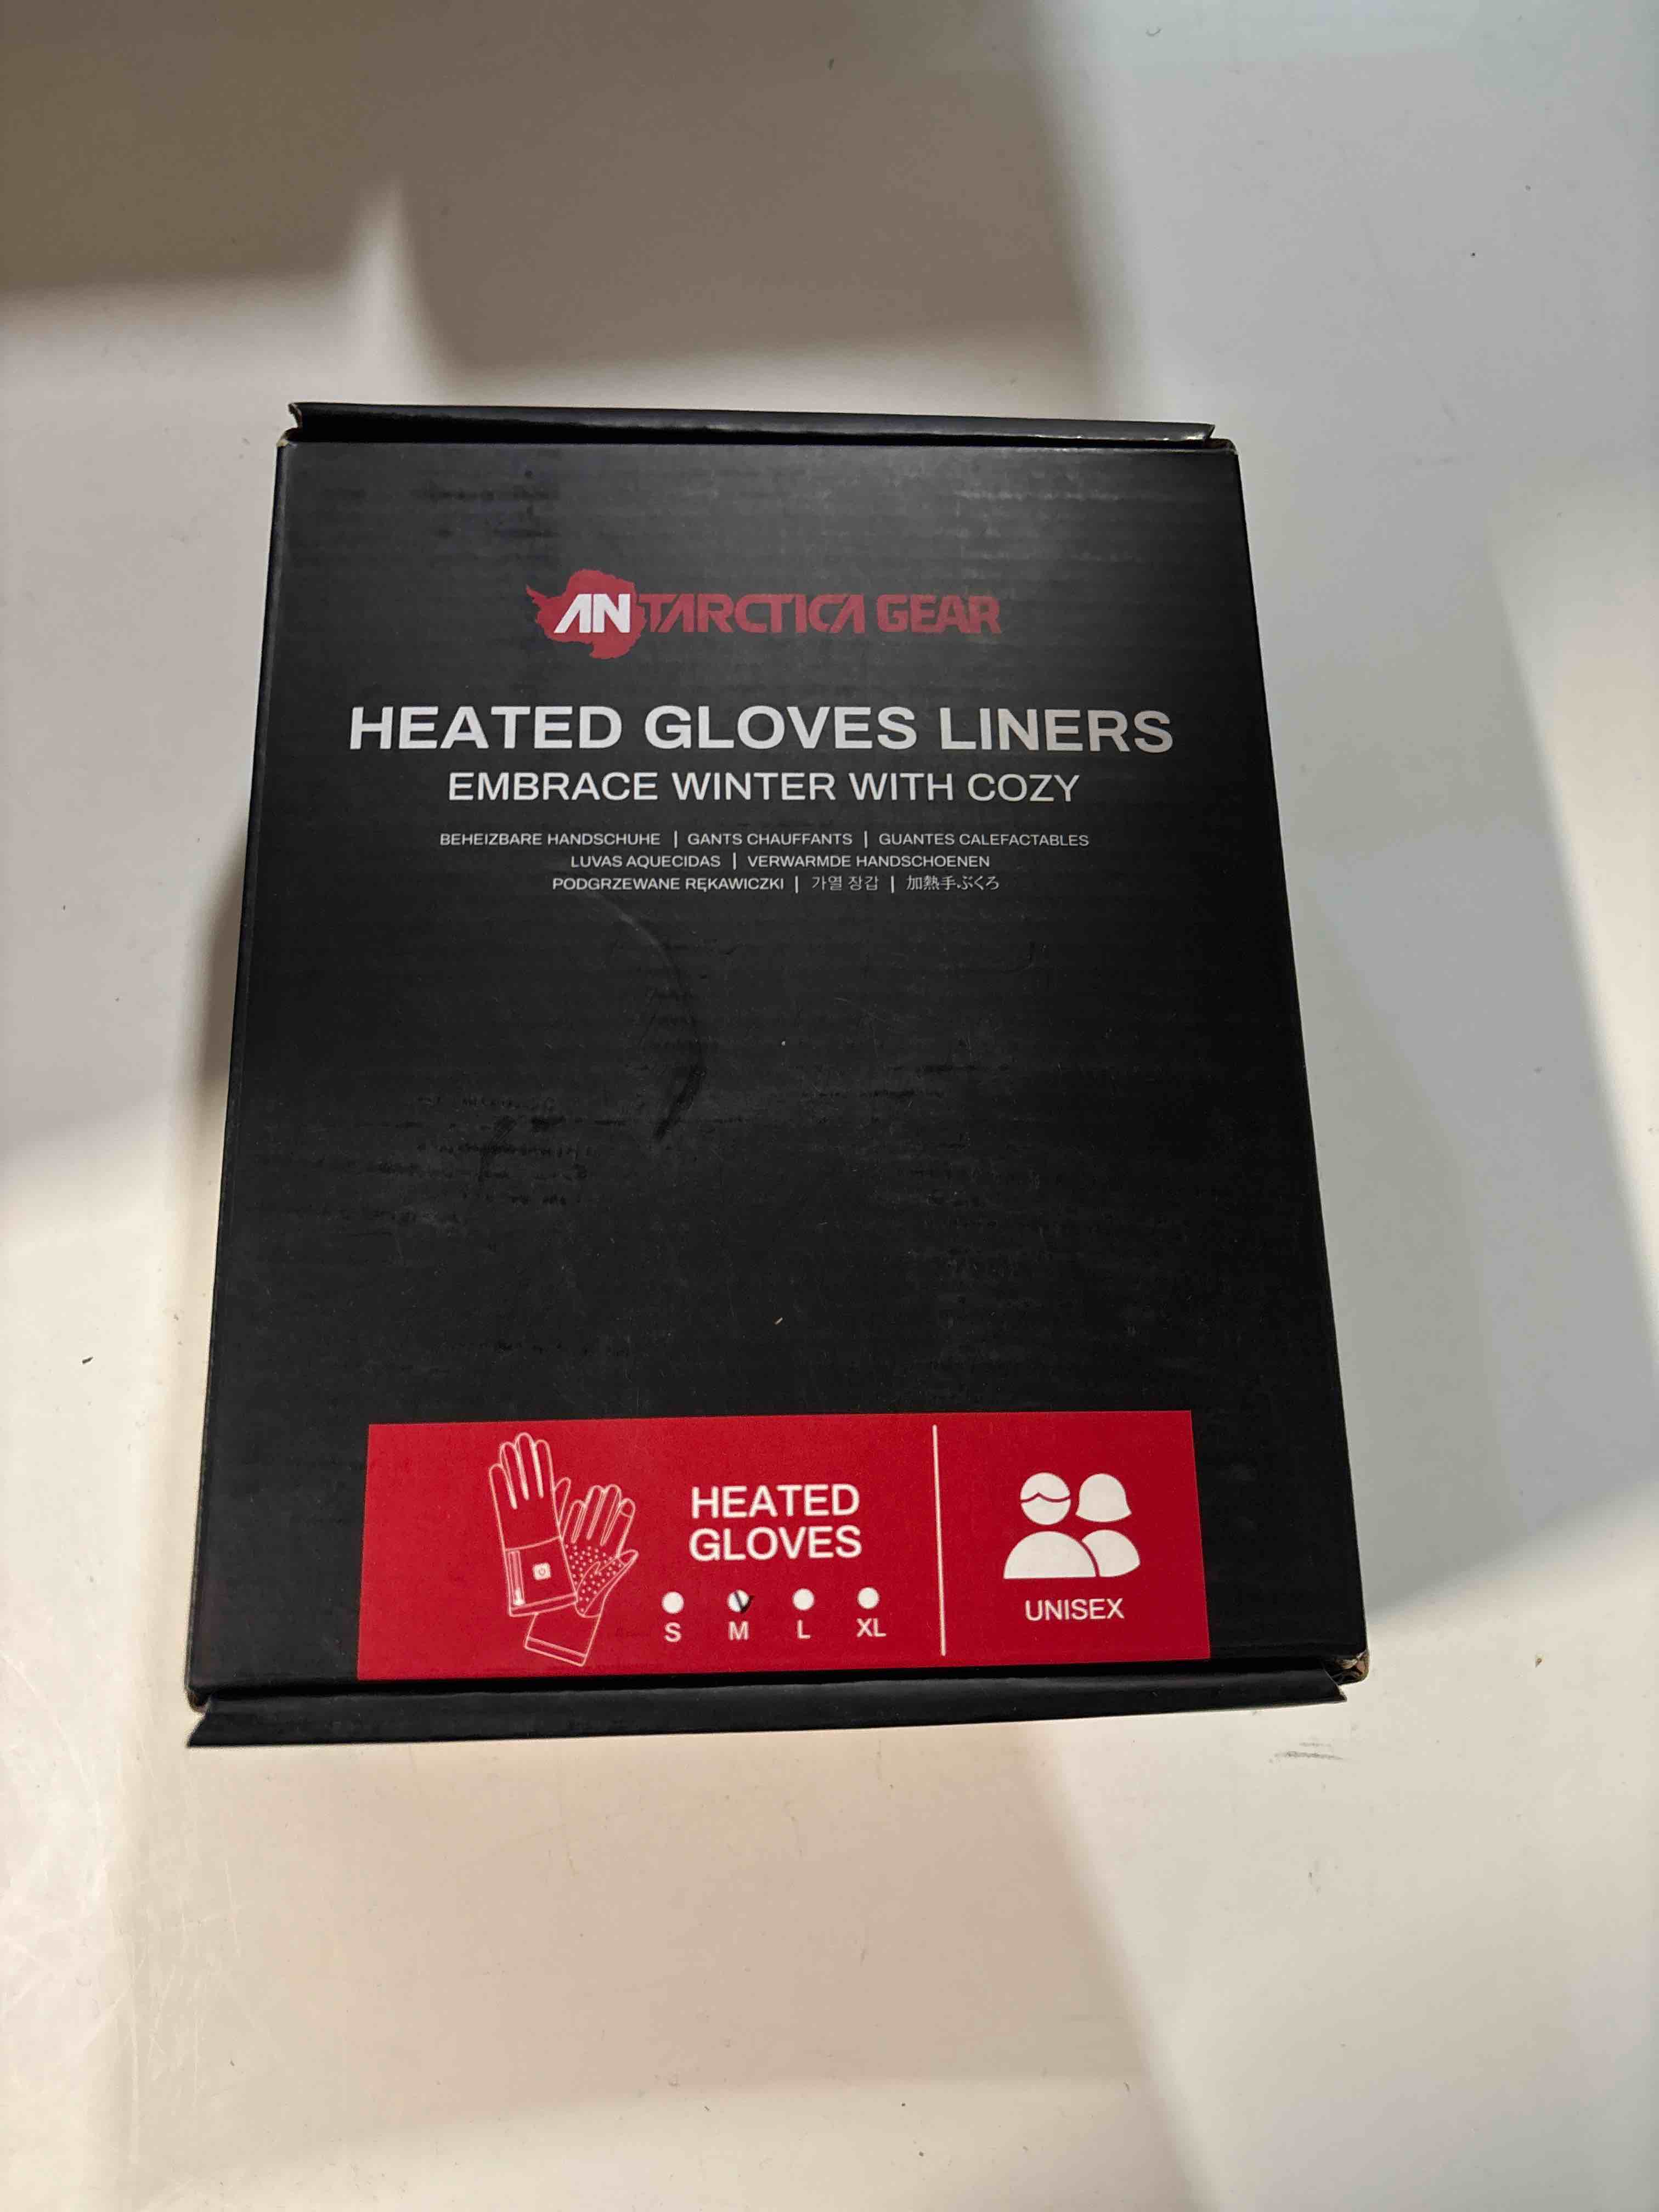 ANTARCTICA GEAR
HEATED GLOVES LINERS
EMBRACE WINTER WITH COZY
BEHEIZBARE HANDSCHUHE | GANTS CHAUFFANTS | GUANTES CALEFACTABLES
LUVAS AQUECIDAS | VERWARMDE HANDSCHOENEN
PODGRZEWANE RĘKAWICZKI | 가열 장갑 | 加熱手ぶくろ
HEATED
GLOVES
S M L XL
UNISEX